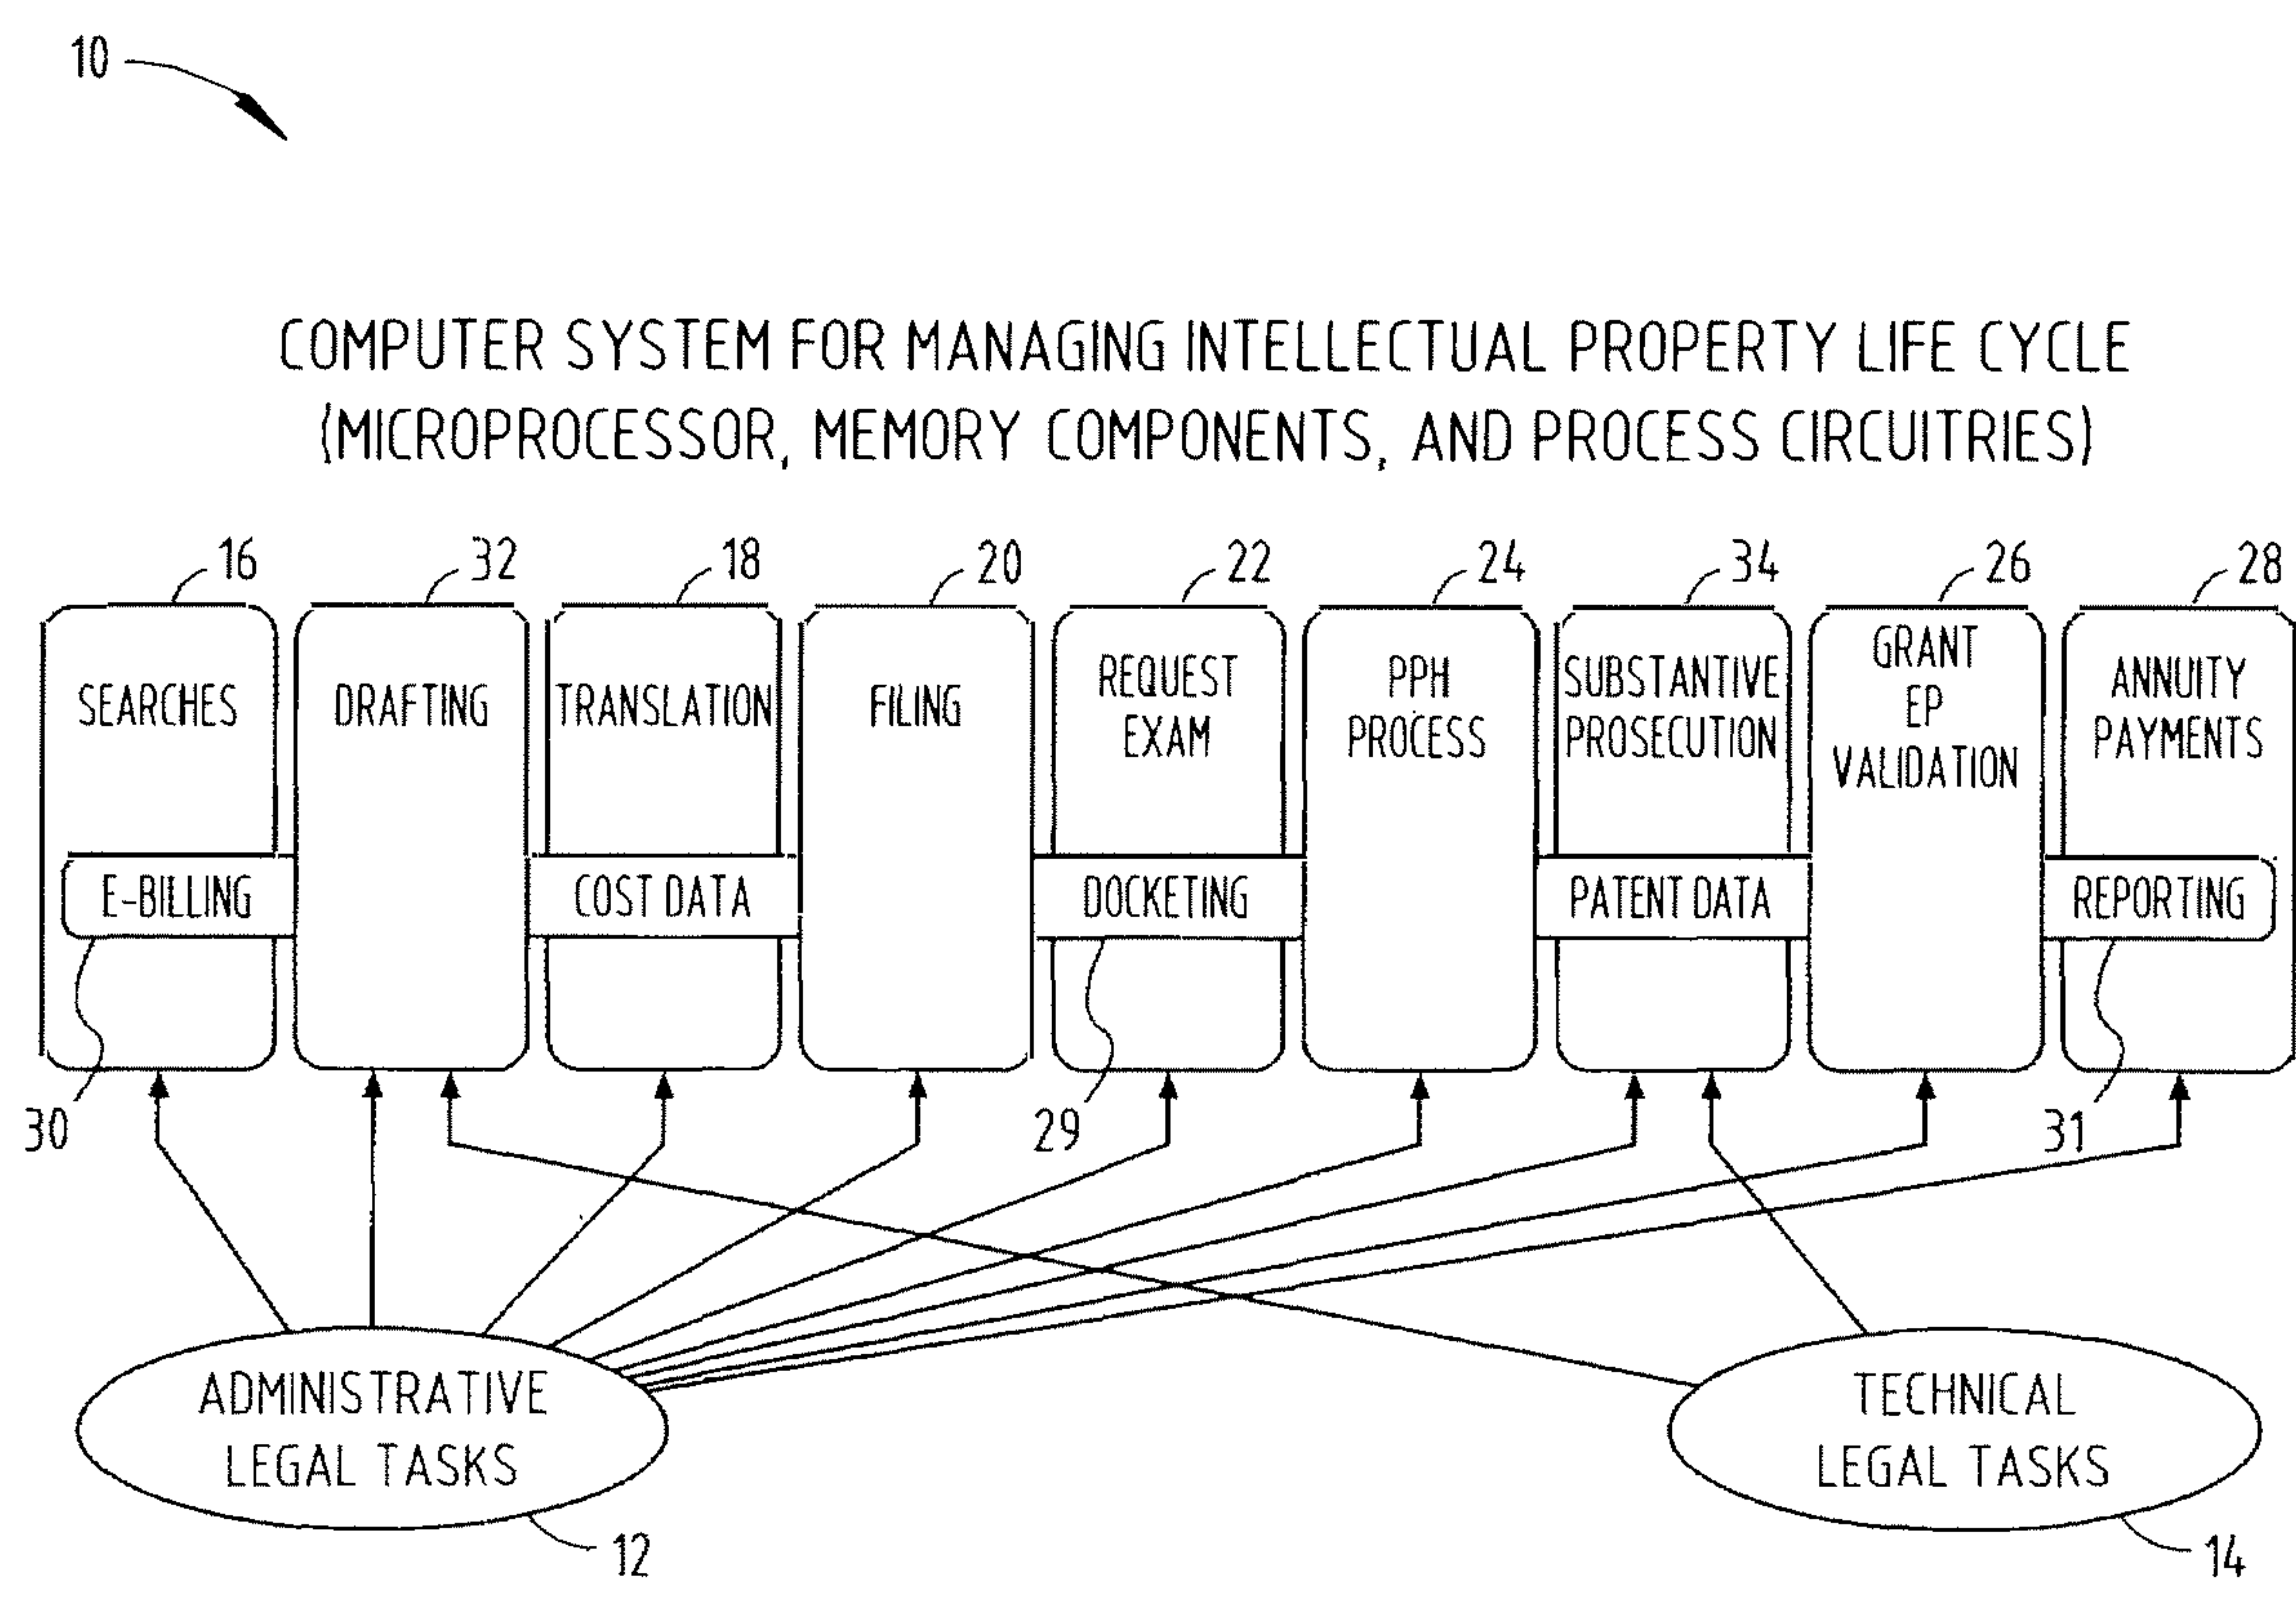 10
COMPUTER SYSTEM FOR MANAGING INTELLECTUAL PROPERTY LIFE CYCLE
(MICROPROCESSOR, MEMORY COMPONENTS, AND PROCESS CIRCUITRIES)
16
32
18
20
22
24
34
26
28
SEARCHES
DRAFTING
TRANSLATION
FILING
REQUEST
EXAM
PPH
PROCESS
SUBSTANTIVE
PROSECUTION
GRANT
EP
VALIDATION
ANNUITY
PAYMENTS
E-BILLING
COST DATA
DOCKETING
PATENT DATA
REPORTING
30
29
31
ADMINISTRATIVE
LEGAL TASKS
TECHNICAL
LEGAL TASKS
12
14